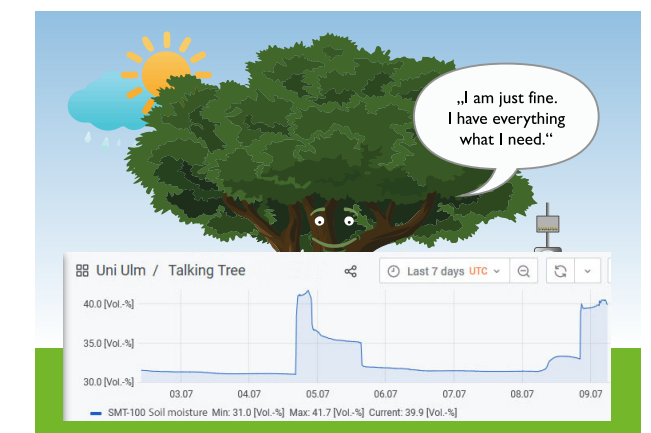 „I am just fine.
I have everything
what I need.“
Uni Ulm / Talking Tree
Last 7 days UTC
40.0 [Vol.-%]
35.0 [Vol.-%]
30.0 [Vol.-%]
03.07 04.07 05.07 06.07 07.07 08.07 09.07
SMT-100 Soil moisture Min: 31.0 [Vol.-%] Max: 41.7 [Vol.-%] Current: 39.9 [Vol.-%]